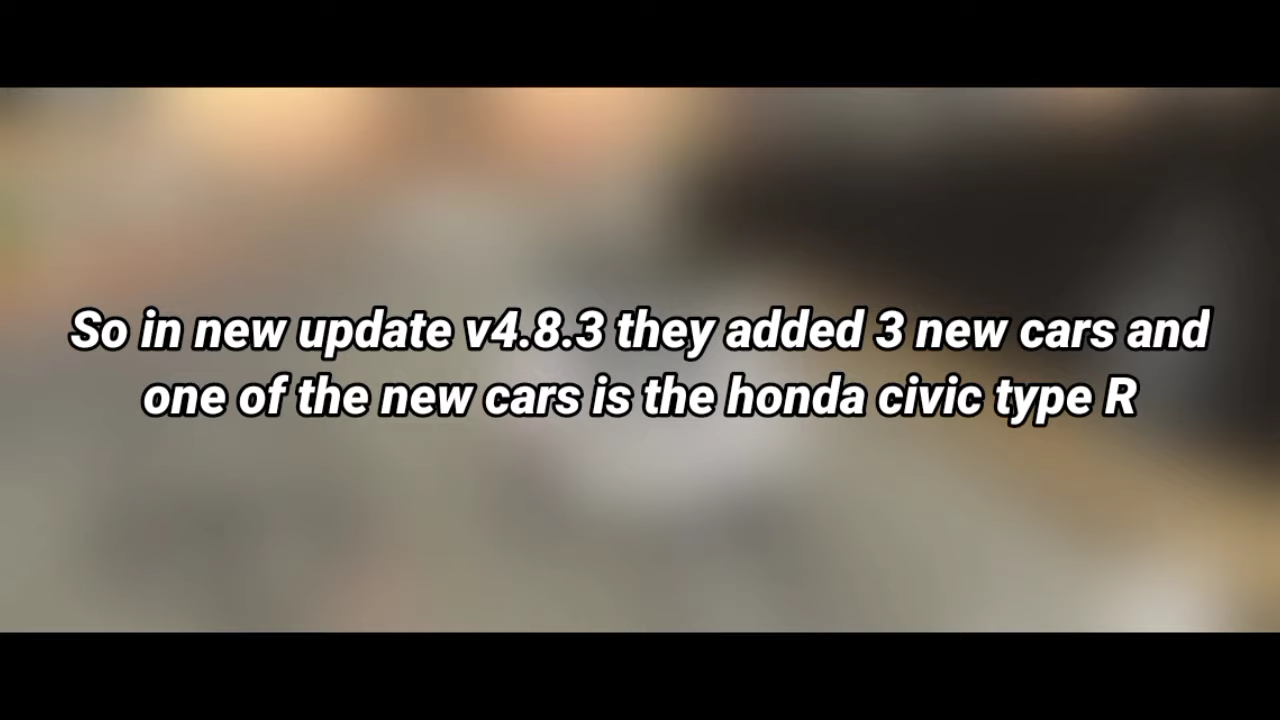 So in new update v4.8.3 they added 3 new cars and
one of the new cars is the honda civic type R